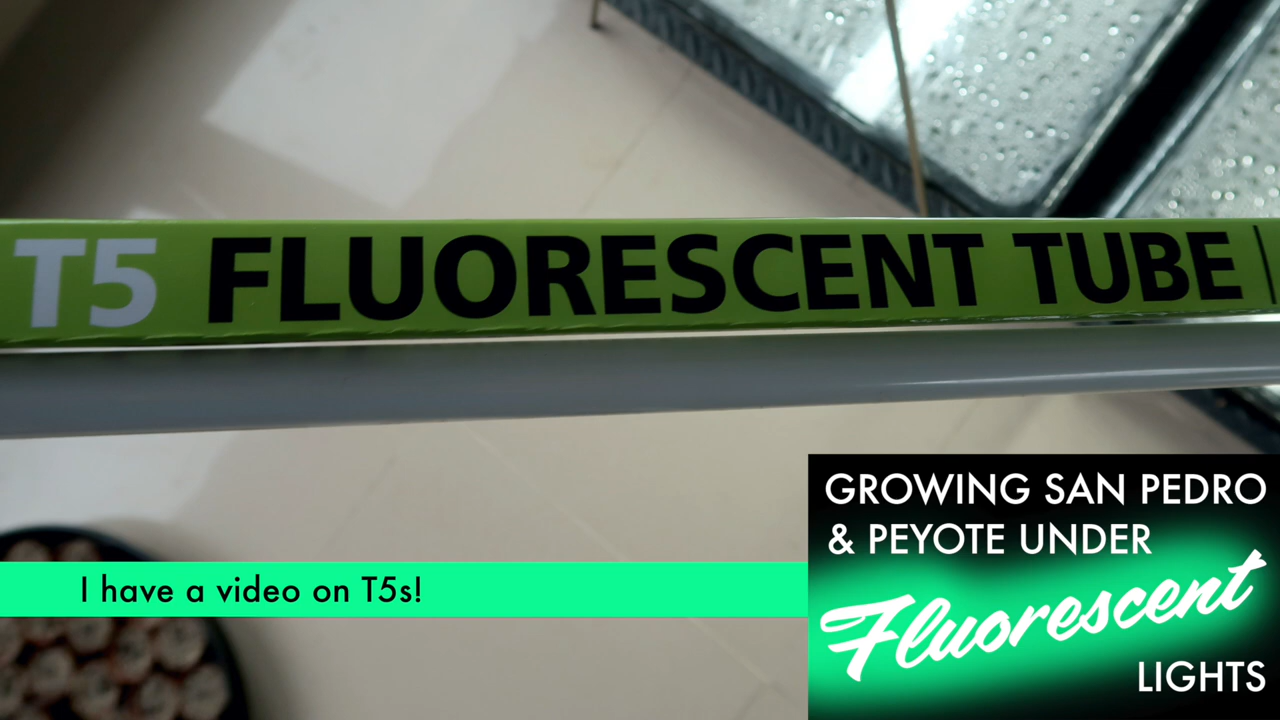 T5 FLUORESCENT TUBE |
I have a video on T5s!
GROWING SAN PEDRO
& PEYOTE UNDER
Fluorescent
LIGHTS